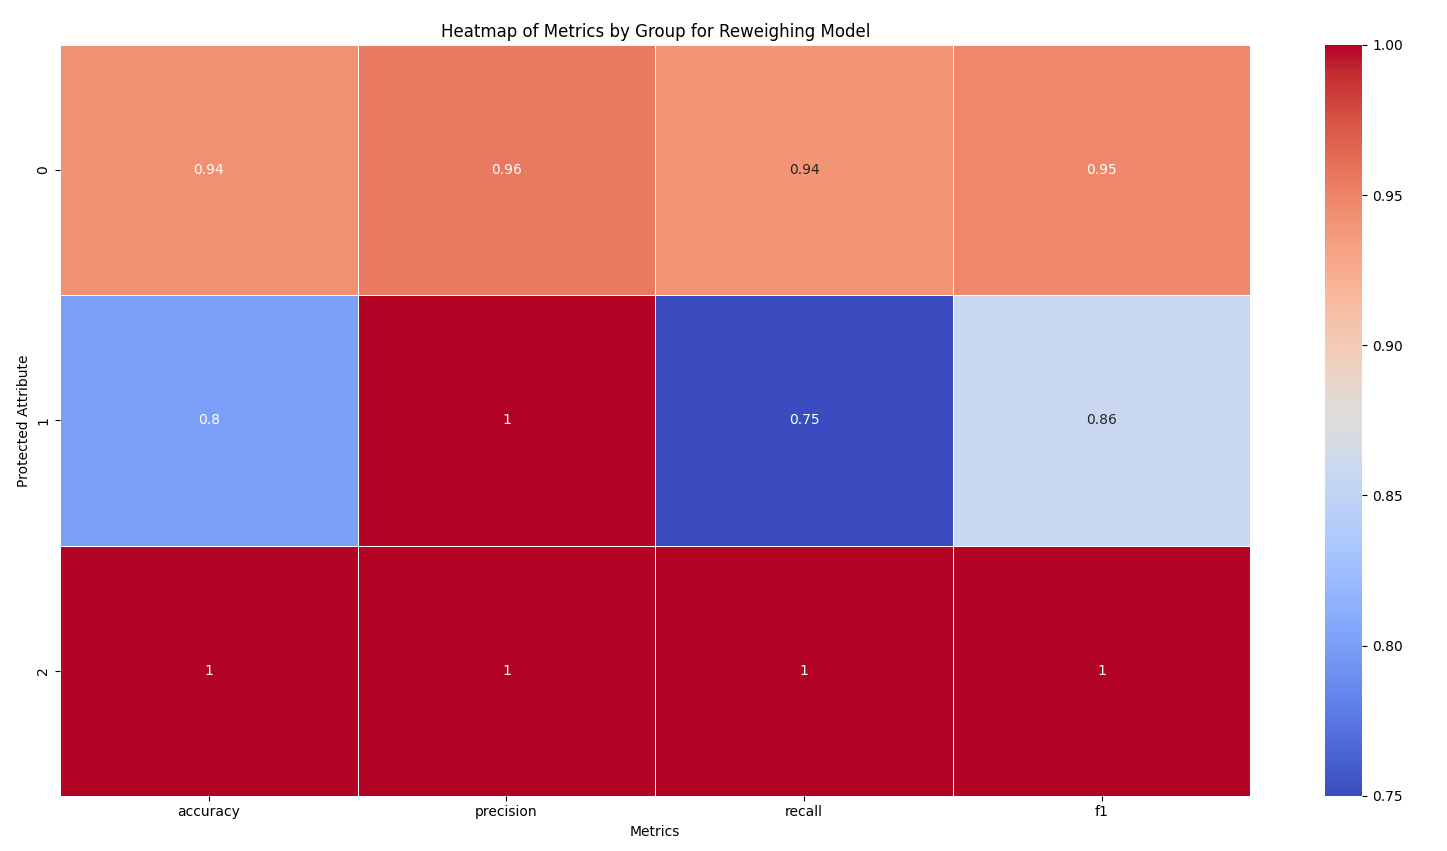 Heatmap of Metrics by Group for Reweighing Model
0.94 0.96 0.94 0.95
0.8 1 0.75 0.86
1 1 1 1
0
1
2
Protected Attribute
accuracy precision recall f1
Metrics
1.00
0.95
0.90
0.85
0.80
0.75